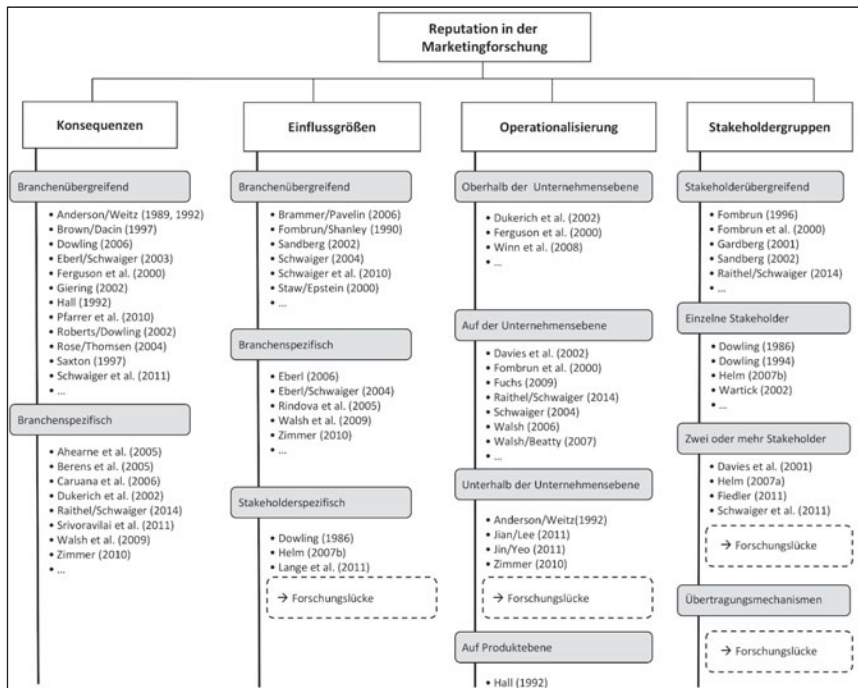 Reputation in der
Marketingforschung
Konsequenzen
Branchenübergreifend
• Anderson/Weitz (1989, 1992)
• Brown/Dacin (1997)
• Dowling (2006)
• Eberl/Schwaiger (2003)
• Ferguson et al. (2000)
• Giering (2002)
• Hall (1992)
• Pfarrer et al. (2010)
• Roberts/Dowling (2002)
• Rose/Thomsen (2004)
• Saxton (1997)
• Schwaiger et al. (2011)
• ...
Branchenspezifisch
• Ahearne et al. (2005)
• Berens et al. (2005)
• Caruana et al. (2006)
• Dukerich et al. (2002)
• Raithel/Schwaiger (2014)
• Srivoravilai et al. (2011)
• Walsh et al. (2009)
• Zimmer (2010)
• ...
Einflussgrößen
Branchenübergreifend
• Brammer/Pavelin (2006)
• Fombrun/Shanley (1990)
• Sandberg (2002)
• Schwaiger (2004)
• Schwaiger et al. (2010)
• Staw/Epstein (2000)
• ...
Branchenspezifisch
• Eberl (2006)
• Eberl/Schwaiger (2004)
• Rindova et al. (2005)
• Walsh et al. (2009)
• Zimmer (2010)
• ...
Stakeholderspezifisch
• Dowling (1986)
• Helm (2007b)
• Lange et al. (2011)
→ Forschungslücke
Operationalisierung
Oberhalb der Unternehmensebene
• Dukerich et al. (2002)
• Ferguson et al. (2000)
• Winn et al. (2008)
• ...
Auf der Unternehmensebene
• Davies et al. (2002)
• Fombrun et al. (2000)
• Fuchs (2009)
• Raithel/Schwaiger (2014)
• Schwaiger (2004)
• Walsh (2006)
• Walsh/Beatty (2007)
• ...
Unterhalb der Unternehmensebene
• Anderson/Weitz(1992)
• Jian/Lee (2011)
• Jin/Yeo (2011)
• Zimmer (2010)
→ Forschungslücke
Auf Produktebene
• Hall (1992)
Stakeholdergruppen
Stakeholderübergreifend
• Fombrun (1996)
• Fombrun et al. (2000)
• Gardberg (2001)
• Sandberg (2002)
• Raithel/Schwaiger (2014)
• ...
Einzelne Stakeholder
• Dowling (1986)
• Dowling (1994)
• Helm (2007b)
• Wartick (2002)
• ...
Zwei oder mehr Stakeholder
• Davies et al. (2001)
• Helm (2007a)
• Fiedler (2011)
• Schwaiger et al. (2011)
→ Forschungslücke
Übertragungsmechanismen
→ Forschungslücke